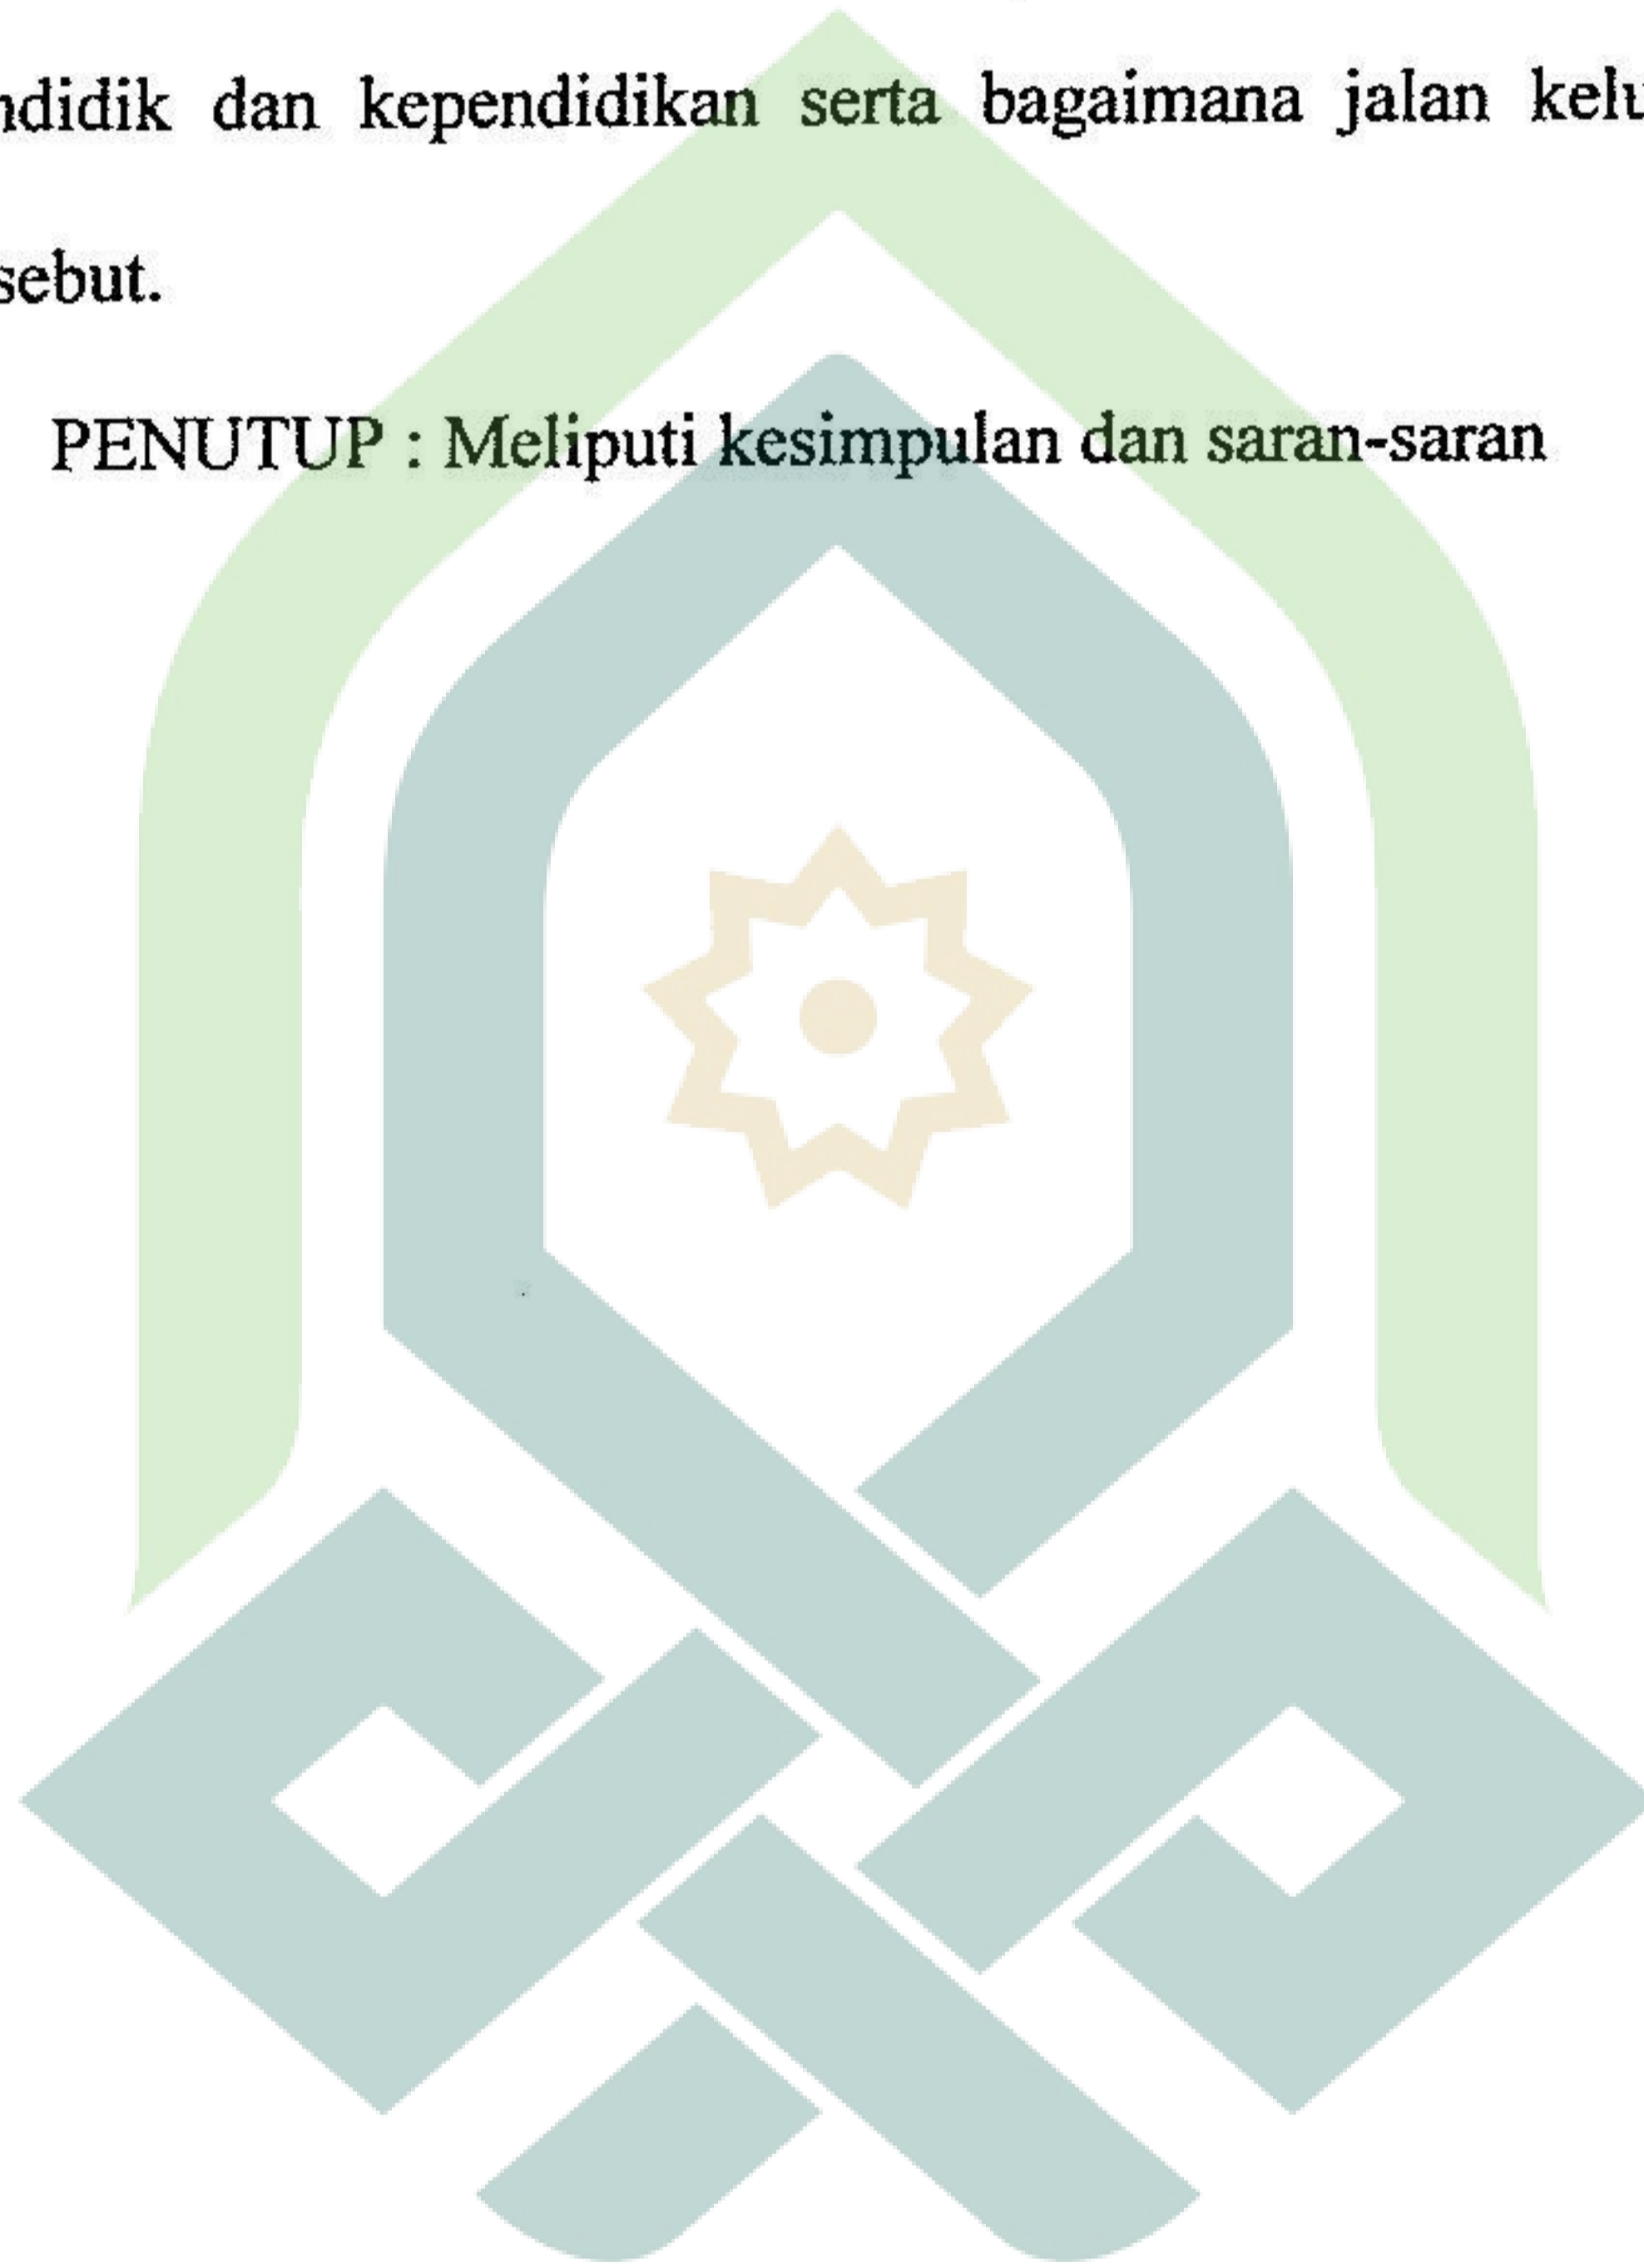 ndidik dan kependidikan serta bagaimana jalan kelu
sebut.
PENUTUP : Meliputi kesimpulan dan saran-saran